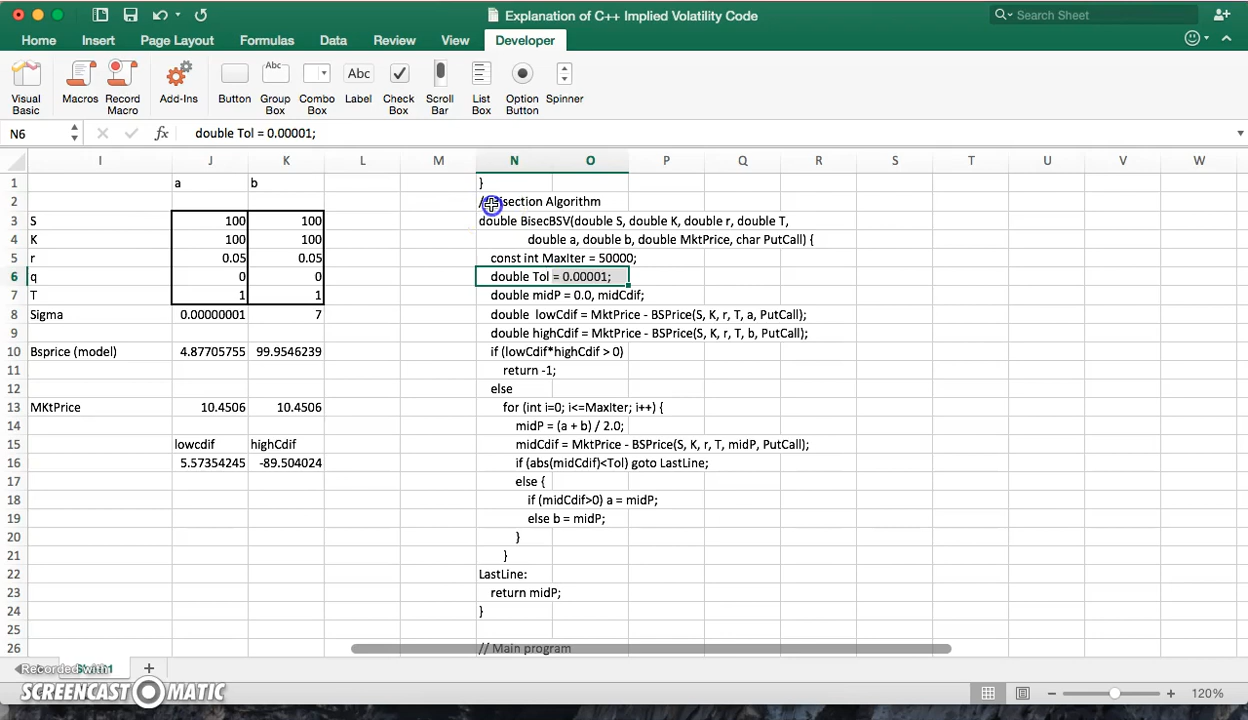 Explanation of C++ Implied Volatility Code
Search Sheet
Home Insert Page Layout Formulas Data Review View Developer
Visual Basic
Macros
Record Macro
Add-Ins
Button
Abc
Group Box
Combo Box
Abc
Label
Check Box
Scroll Bar
List Box
Option Button
Spinner
N6 fx double Tol = 0.00001;
I J K L M N O P Q R S T U V W
1 a b }
2 Bisection Algorithm
3 S 100 100 double BisecBSV(double S, double K, double r, double T,
4 K 100 100 double a, double b, double MktPrice, char PutCall) {
5 r 0.05 0.05 const int MaxIter = 50000;
6 q 0 0 double Tol = 0.00001;
7 T 1 1 double midP = 0.0, midCdif;
8 Sigma 0.00000001 7 double lowCdif = MktPrice - BSPrice(S, K, r, T, a, PutCall);
9 double highCdif = MktPrice - BSPrice(S, K, r, T, b, PutCall);
10 Bsprice (model) 4.87705755 99.9546239 if (lowCdif*highCdif > 0)
11 return -1;
12 else
13 MKtPrice 10.4506 10.4506 for (int i=0; i<=MaxIter; i++) {
14 midP = (a + b) / 2.0;
15 lowcdif highCdif midCdif = MktPrice - BSPrice(S, K, r, T, midP, PutCall);
16 5.57354245 -89.504024 if (abs(midCdif)<Tol) goto LastLine;
17 else {
18 if (midCdif>0) a = midP;
19 else b = midP;
20 }
21 }
22 LastLine:
23 return midP;
24 }
25
26 // Main program
Recorded with
SCREENCAST MATIC
120%